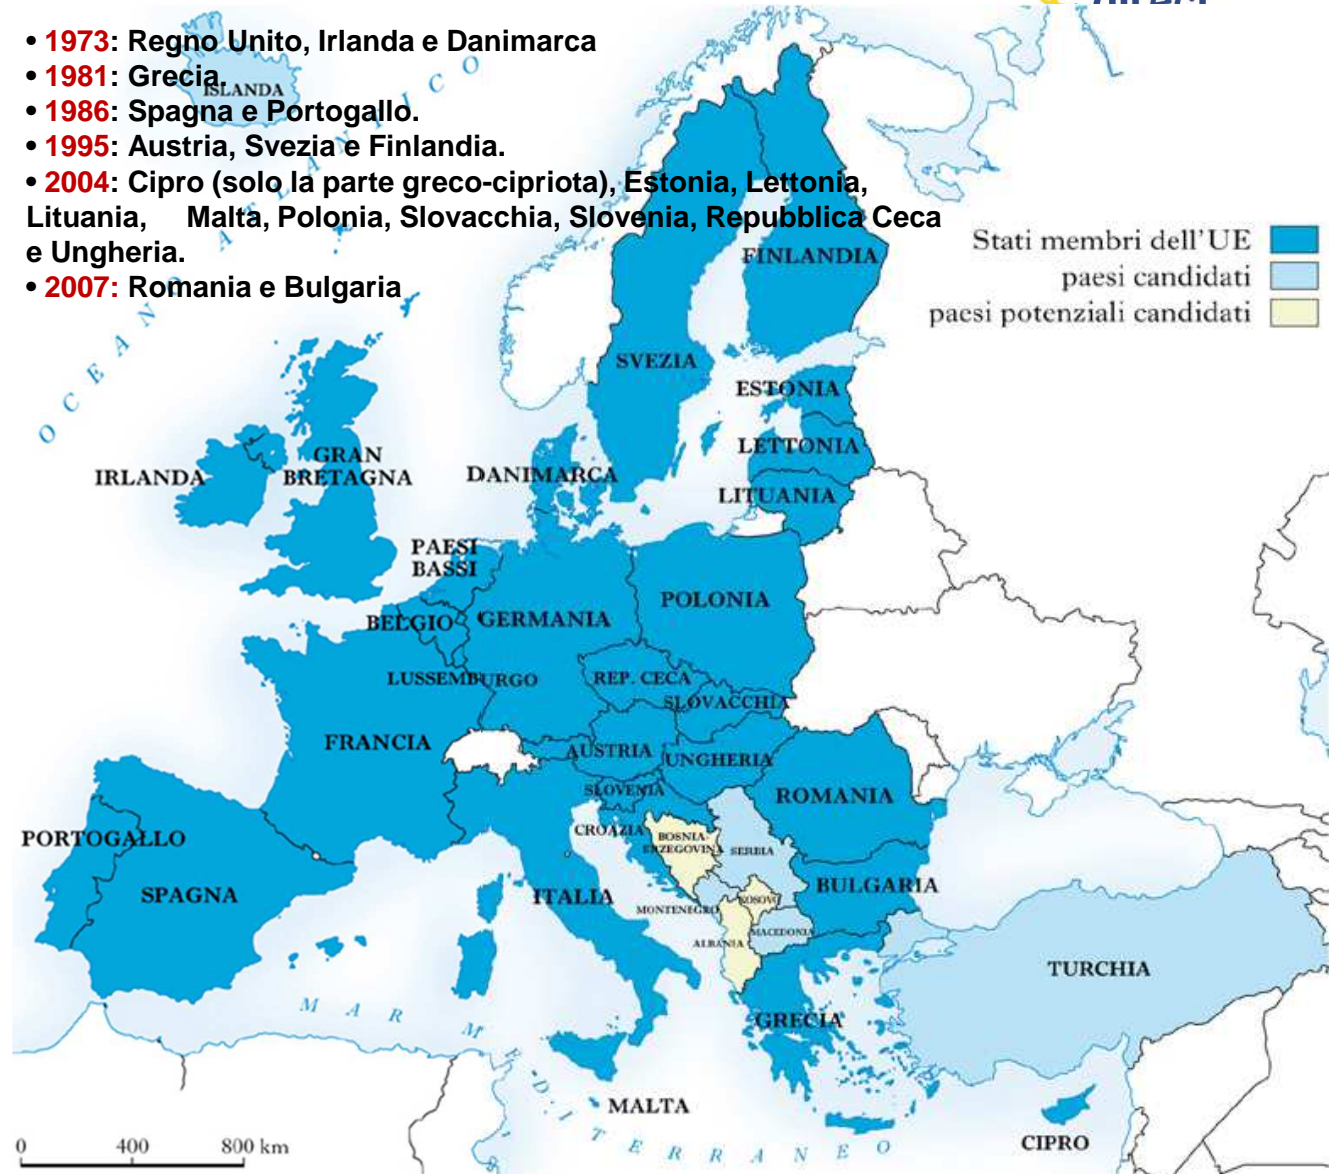 • 1973: Regno Unito, Irlanda e Danimarca
• 1981: Grecia.
ISLANDA
• 1986: Spagna e Portogallo.
• 1995: Austria, Svezia e Finlandia.
• 2004: Cipro (solo la parte greco-cipriota), Estonia, Lettonia,
Lituania, Malta, Polonia, Slovacchia, Slovenia, Repubblica Ceca
e Ungheria.
• 2007: Romania e Bulgaria
OCEANO ATLANTICO
Stati membri dell'UE
paesi candidati
paesi potenziali candidati
FINLANDIA
SVEZIA
ESTONIA
LETTONIA
LITUANIA
IRLANDA
GRAN
BRETAGNA
DANIMARCA
PAESI
BASSI
BELGIO
GERMANIA
POLONIA
LUSSEMBURGO
REP. CECA
SLOVACCHIA
FRANCIA
AUSTRIA
UNGHERIA
SLOVENIA
ROMANIA
CROAZIA
BOSNIA-
ERZEGOVINA
SERBIA
PORTOGALLO
SPAGNA
ITALIA
BULGARIA
MONTENEGRO
KOSOVO
MACEDONIA
ALBANIA
TURCHIA
GRECIA
MAR MEDITERRANEO
MALTA
CIPRO
0 400 800 km